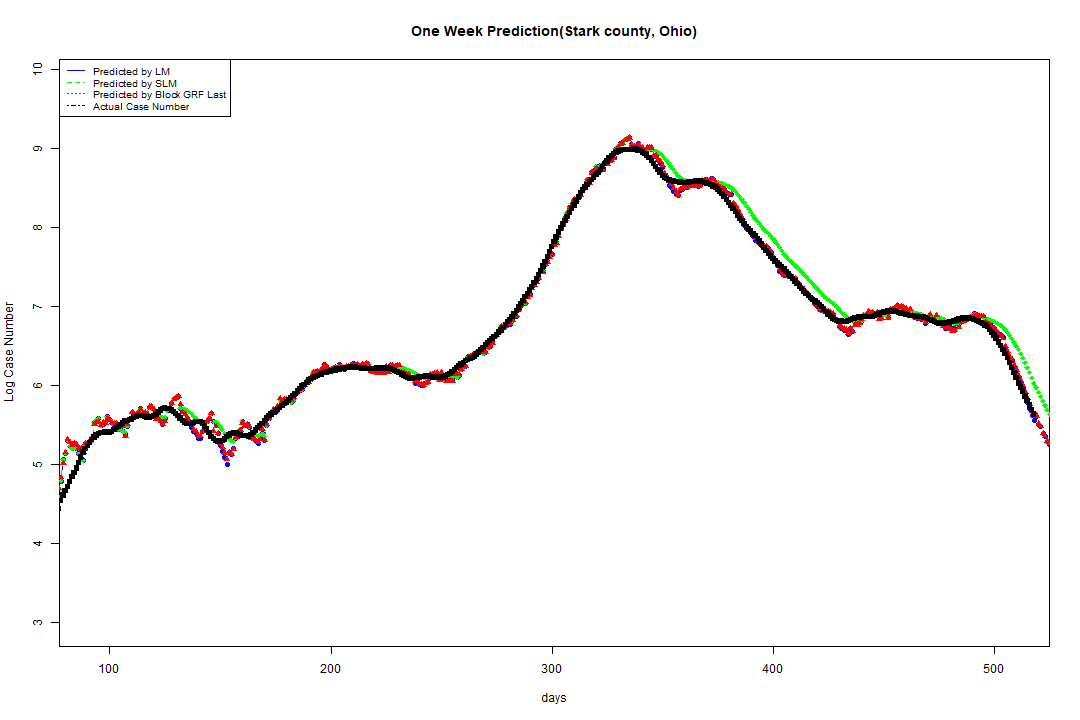 One Week Prediction(Stark county, Ohio)
Predicted by LM
Predicted by SLM
Predicted by Block GRF Last
Actual Case Number
Log Case Number
10
9
8
7
6
5
4
3
100 200 300 400 500
days